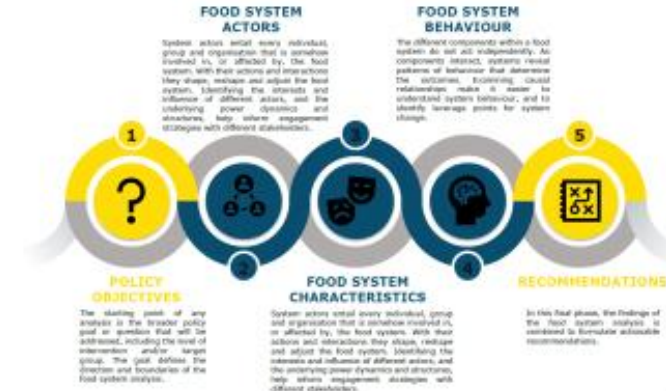 FOOD SYSTEM
ACTORS
System actors entail every individual,
group and organisation that is somehow
involved in, or affected by, the food
system. With their actions and interactions
they shape, reshape and adjust the food
system. Identifying the interests and
influence of different actors, and the
underlying power dynamics and
structures, help inform engagement
strategies with different stakeholders.
FOOD SYSTEM
BEHAVIOUR
The different components within a food
system do not act independently. As
components interact, systems reveal
patterns of behaviour that determine
the outcomes. Examining causal
relationships make it easier to
understand system behaviour, and to
identify leverage points for system
change.
1
2
3
4
5
POLICY
OBJECTIVES
The starting point of any
analysis is the broader policy
goal or question that will be
addressed, including the level of
intervention and/or target
group. The goal defines the
direction and boundaries of the
food system analysis.
FOOD SYSTEM
CHARACTERISTICS
System actors entail every individual, group
and organisation that is somehow involved in,
or affected by, the food system. With their
actions and interactions they shape, reshape
and adjust the food system. Identifying the
interests and influence of different actors, and
the underlying power dynamics and structures,
help inform engagement strategies with
different stakeholders.
RECOMMENDATIONS
In this final phase, the findings of
the food system analysis is
combined to formulate actionable
recommendations.